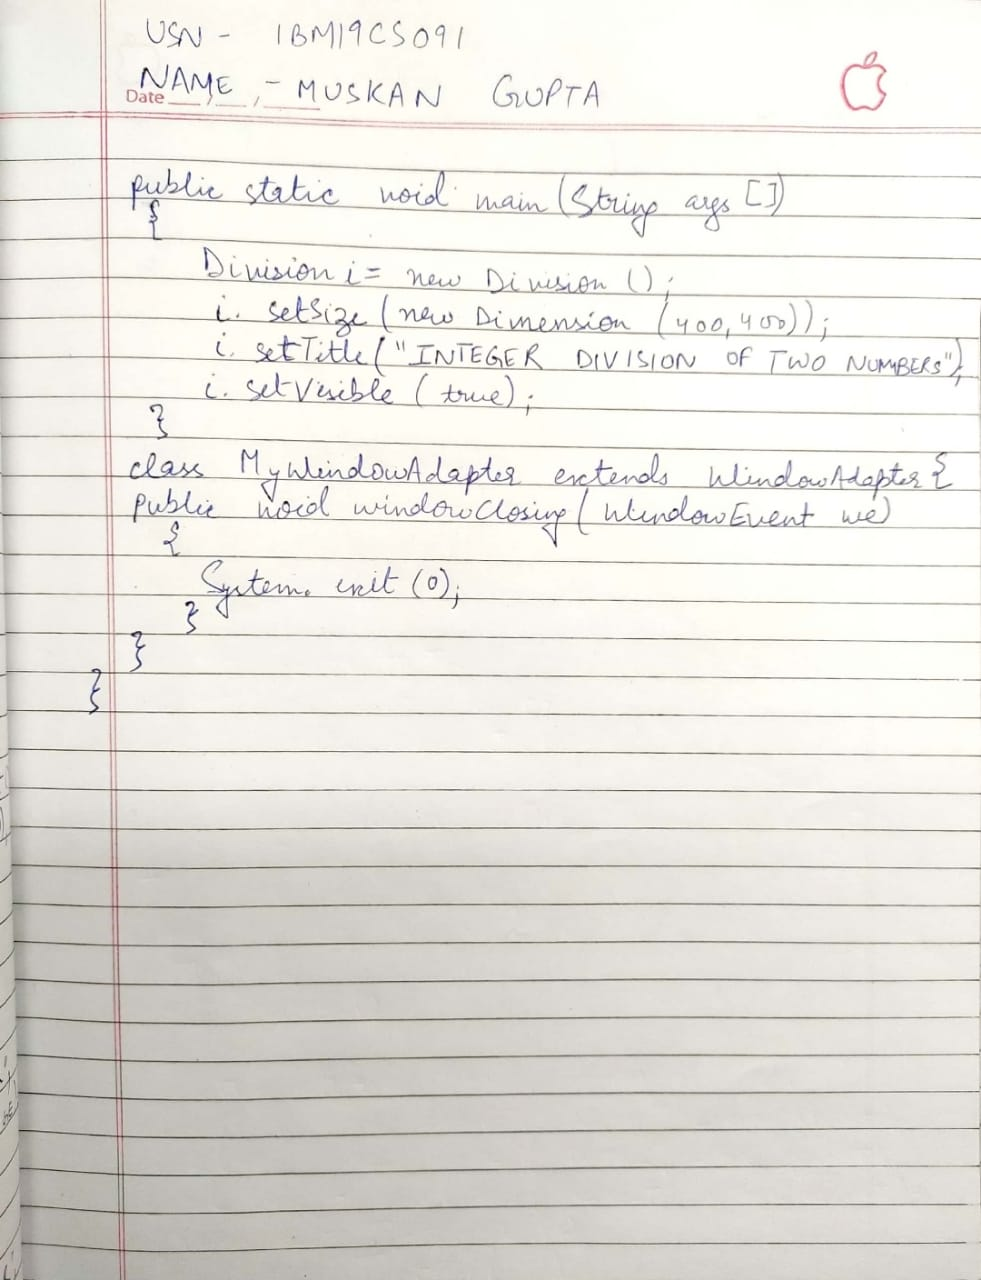 USN - 1BM19CS091
NAME - MUSKAN GUPTA
Date
public static void main (String args [])
{
Division i = new Division ();
i. setSize (new Dimension (400,400));
i. setTitle ("INTEGER DIVISION OF TWO NUMBERS");
i. setVisible (true);
}
class MyWindowAdapter extends WindowAdapter {
public void windowClosing (WindowEvent we)
{
System. exit (0);
}
}
}